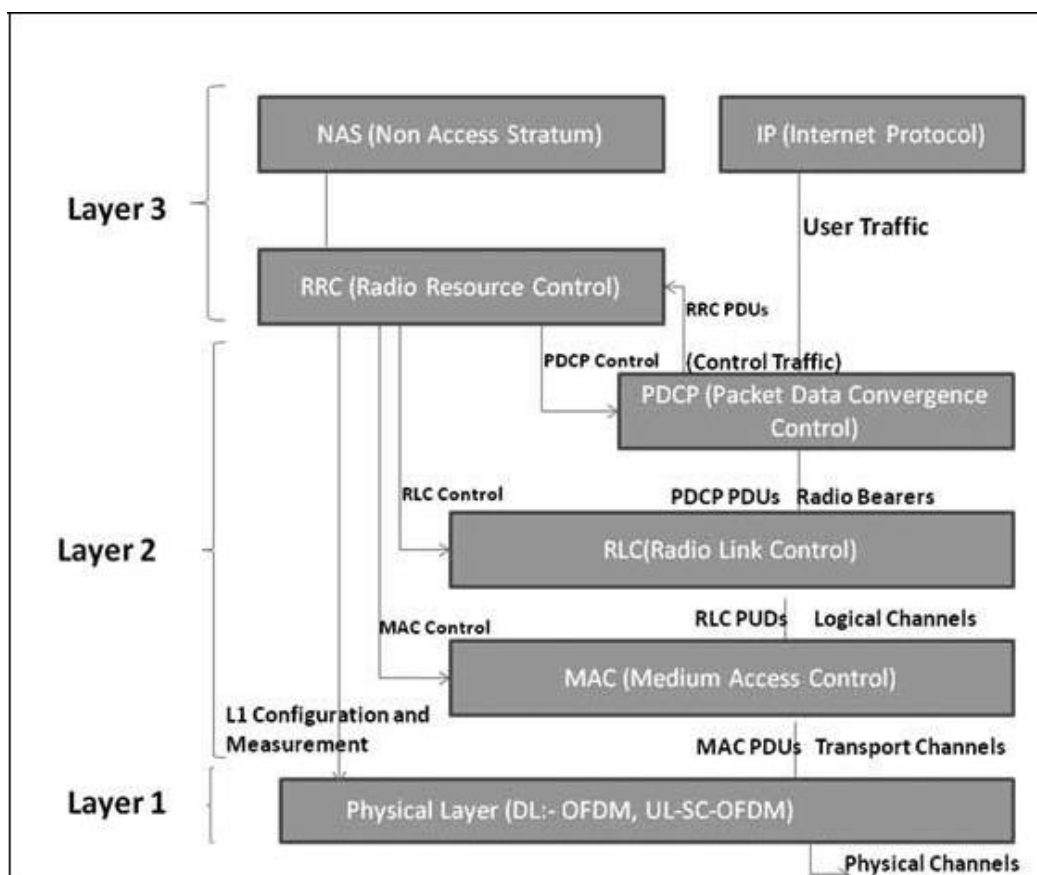 NAS (Non Access Stratum)
IP (Internet Protocol)
Layer 3
User Traffic
RRC (Radio Resource Control)
RRC PDUs
PDCP Control
(Control Traffic)
PDCP (Packet Data Convergence
Control)
RLC Control
PDCP PDUs
Radio Bearers
Layer 2
RLC(Radio Link Control)
RLC PUDs
Logical Channels
MAC Control
MAC (Medium Access Control)
L1 Configuration and
Measurement
MAC PDUs
Transport Channels
Layer 1
Physical Layer (DL:- OFDM, UL-SC-OFDM)
Physical Channels